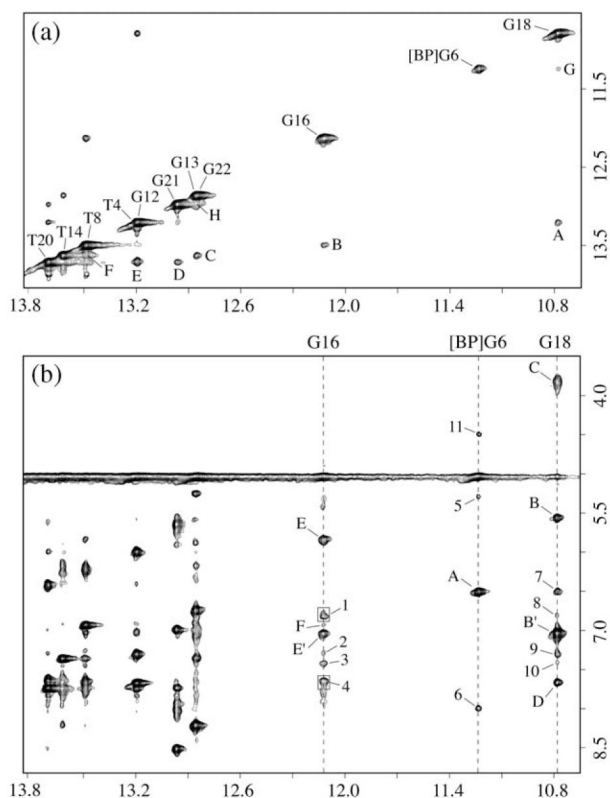 (a)
G18
[BP]G6
G
G16
G13
G22
G21
H
G12
T4
T8
T14
T20
F
E
D
C
B
A
11.5
12.5
13.5
13.8
13.2
12.6
12.0
11.4
10.8
G16
[BP]G6
G18
(b)
C
11
4.0
5
B
5.5
E
A
7
1
8
F
B'
7.0
E'
2
9
3
10
4
D
6
8.5
13.8
13.2
12.6
12.0
11.4
10.8